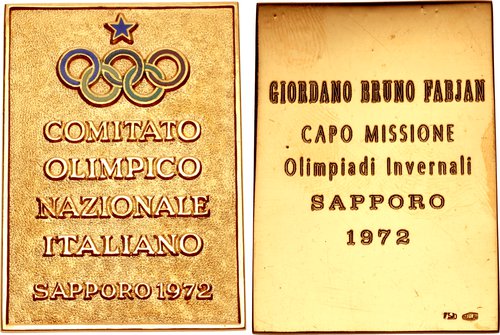 COMITATO
OLIMPICO
NAZIONALE
ITALIANO
SAPPORO 1972
GIORDANO BRUNO FABJAN
CAPO MISSIONE
Olimpiadi Invernali
SAPPORO
1972